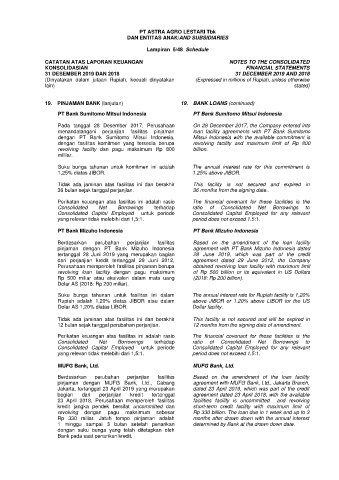 PT ASTRA AGRO LESTARI Tbk
DAN ENTITAS ANAK/AND SUBSIDIARIES
Lampiran 5/48 Schedule
CATATAN ATAS LAPORAN KEUANGAN
KONSOLIDASIAN
31 DESEMBER 2019 DAN 2018
(Dinyatakan dalam jutaan Rupiah, kecuali dinyatakan
lain)
NOTES TO THE CONSOLIDATED
FINANCIAL STATEMENTS
31 DECEMBER 2019 AND 2018
(Expressed in millions of Rupiah, unless otherwise
stated)
19. PINJAMAN BANK (lanjutan)
PT Bank Sumitomo Mitsui Indonesia
Pada tanggal 28 Desember 2017, Perusahaan
menandatangani perjanjian fasilitas pinjaman
dengan PT Bank Sumitomo Mitsui Indonesia,
dengan fasilitas komitmen yang tersedia berupa
revolving facility dan pagu maksimum Rp 800
miliar.
Suku bunga tahunan untuk komitmen ini adalah
1,25% diatas JIBOR.
Tidak ada jaminan atas fasilitas ini dan berakhir
36 bulan sejak tanggal perjanjian.
Perikatan keuangan atas fasilitas ini adalah rasio
Consolidated Net Borrowings terhadap
Consolidated Capital Employed untuk periode
yang relevan tidak melebihi dari 1,5:1.
PT Bank Mizuho Indonesia
Berdasarkan perubahan perjanjian fasilitas
pinjaman dengan PT Bank Mizuho Indonesia
tertanggal 28 Juni 2019 yang merupakan bagian
dari perjanjian kredit tertanggal 29 Juni 2012,
Perusahaan memperoleh fasilitas pinjaman berupa
revolving loan facility dengan pagu maksimum
Rp 500 miliar atau ekuivalen dalam mata uang
Dolar AS (2018: Rp 200 miliar).
Suku bunga tahunan untuk fasilitas ini dalam
Rupiah adalah 1,20% diatas JIBOR atau dalam
Dolar AS 1,20% diatas LIBOR.
Tidak ada jaminan atas fasilitas ini dan berakhir
12 bulan sejak tanggal perubahan perjanjian.
Perikatan keuangan atas fasilitas ini adalah rasio
Consolidated Net Borrowings terhadap
Consolidated Capital Employed untuk periode
yang relevan tidak melebihi dari 1,5:1.
MUFG Bank, Ltd.
Berdasarkan perubahan perjanjian fasilitas
pinjaman dengan MUFG Bank, Ltd., Cabang
Jakarta, tertanggal 23 April 2019 yang merupakan
bagian dari perjanjian kredit tertanggal
23 April 2018, Perusahaan memperoleh fasilitas
kredit jangka pendek bersifat uncommitted dan
revolving dengan pagu maksimum sebesar
Rp 330 miliar. Jatuh tempo pinjaman adalah
1 minggu sampai 3 bulan setelah penarikan
dengan suku bunga yang telah ditetapkan oleh
Bank pada saat penarikan kredit.
19. BANK LOANS (continued)
PT Bank Sumitomo Mitsui Indonesia
On 28 December 2017, the Company entered into
loan facility agreements with PT Bank Sumitomo
Mitsui Indonesia with the available commitment is
revolving facility and maximum limit of Rp 800
billion.
The annual interest rate for this commitment is
1.25% above JIBOR.
This facility is not secured and expired in
36 months from the signing date.
The financial covenant for these facilities is the
ratio of Consolidated Net Borrowings to
Consolidated Capital Employed for any relevant
period does not exceed 1.5:1.
PT Bank Mizuho Indonesia
Based on the amendment of the loan facility
agreement with PT Bank Mizuho Indonesia dated
28 June 2019, which was part of the credit
agreement dated 29 June 2012, the Company
obtained revolving loan facility with maximum limit
of Rp 500 billion or its equivalent in US Dollars
(2018: Rp 200 billion).
The annual interest rate for Rupiah facility is 1.20%
above JIBOR or 1.20% above LIBOR for the US
Dollar facility.
This facility is not secured and will be expired in
12 months from the signing date of amendment.
The financial covenant for these facilities is the
ratio of Consolidated Net Borrowings to
Consolidated Capital Employed for any relevant
period does not exceed 1.5:1.
MUFG Bank, Ltd.
Based on the amendment of the loan facility
agreement with MUFG Bank, Ltd., Jakarta Branch,
dated 23 April 2019, which was part of the credit
agreement dated 23 April 2018, with the available
facilities facility is uncommitted and revolving
short-term credit facility with maximum limit of
Rp 330 billion. The loan due in 1 week end up to 3
months after drawn down with the annual interest
determined by Bank at the drawn down date.